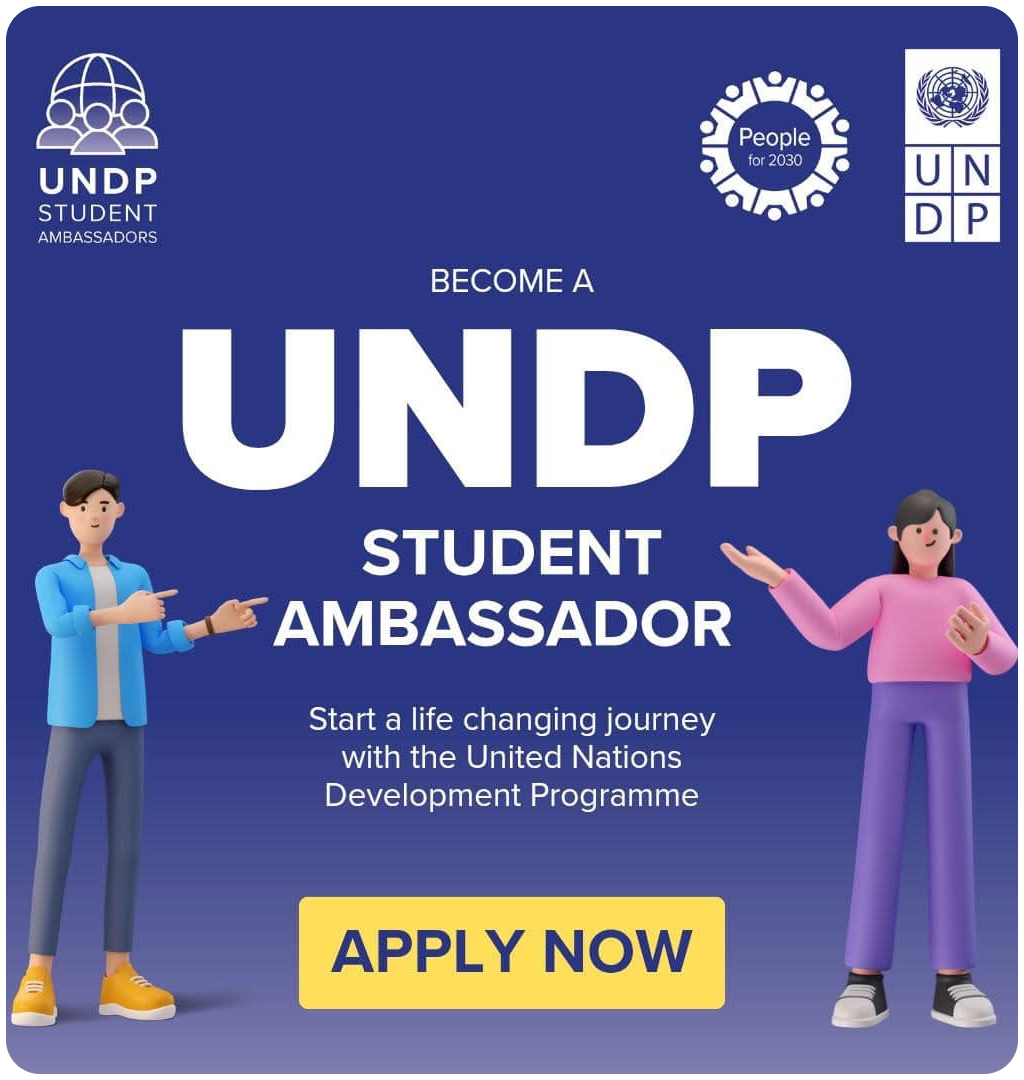 UNDP
STUDENT
AMBASSADORS
People
for 2030
U N
D P
BECOME A
UNDP
STUDENT
AMBASSADOR
Start a life changing journey
with the United Nations
Development Programme
APPLY NOW